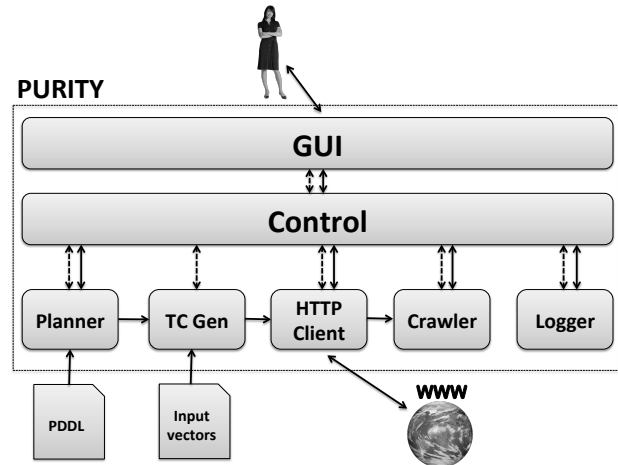 PURITY
GUI
Control
Planner
TC Gen
HTTP
Client
Crawler
Logger
PDDL
Input
vectors
WWW